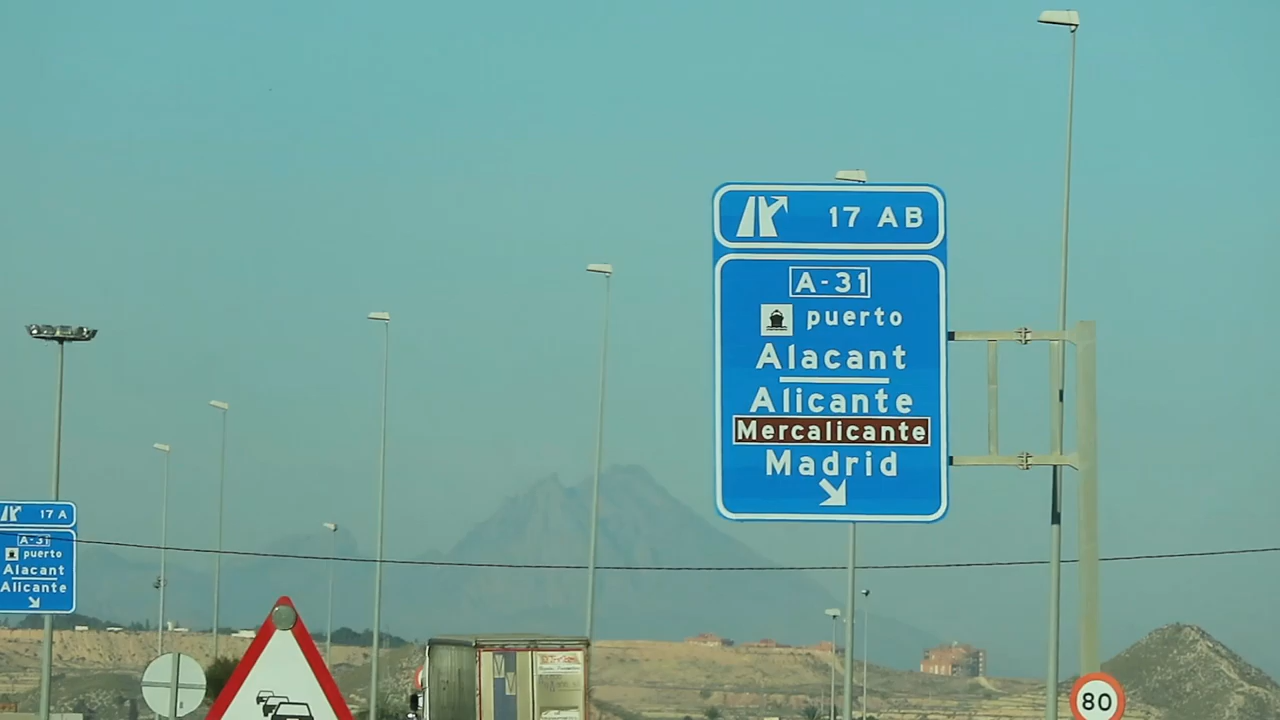 17 AB
A-31
puerto
Alacant
Alicante
Mercalicante
Madrid
17 A
A-31
puerto
Alacant
Alicante
80